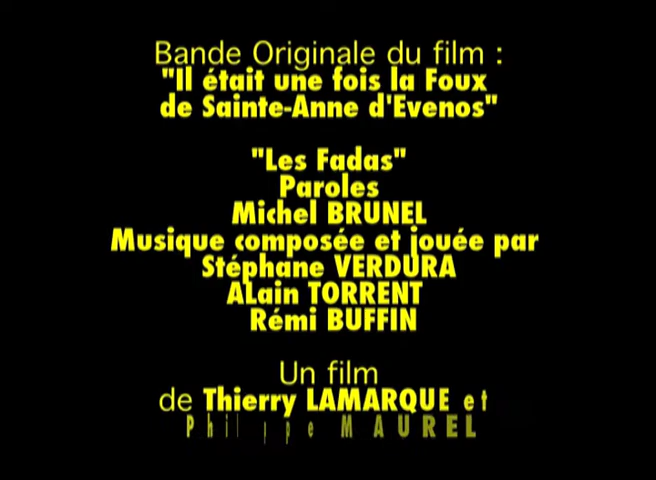 Bande Originale du film :
"Il était une fois la Foux
de Sainte-Anne d'Evenos"
"Les Fadas"
Paroles
Michel BRUNEL
Musique composée et jouée par
Stéphane VERDURA
ALain TORRENT
Rémi BUFFIN
Un film
de Thierry LAMARQUE et
Philippe MAUREL